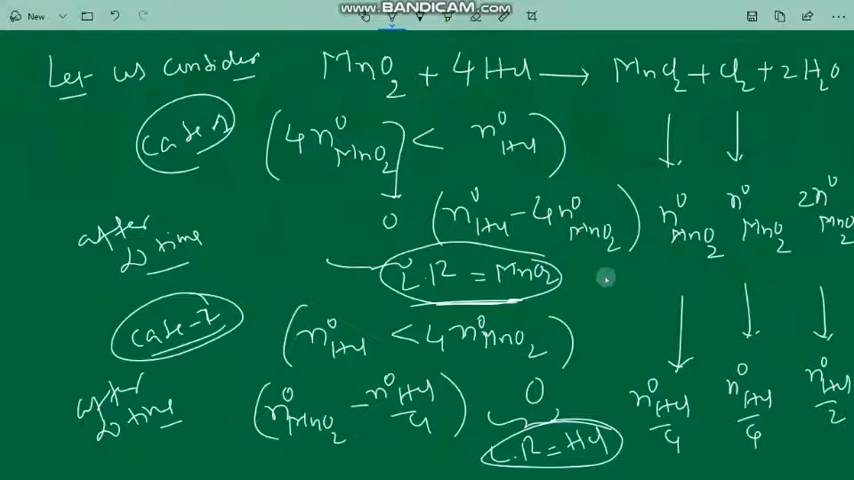 WWW.BANDICAM.COM
New
Let us consider MnO2 + 4HCl → MnCl2 + Cl2 + 2H2O
Case-1 (4n⁰MnO2 < n⁰HCl)
after ∞ time 0 (n⁰HCl - 4n⁰MnO2) n⁰MnO2 n⁰MnO2 2n⁰MnO2
L.R = MnO2
Case-2 (n⁰HCl < 4n⁰MnO2)
after ∞ time (n⁰MnO2 - n⁰HCl/4) 0 n⁰HCl/4 n⁰HCl/4 n⁰HCl/2
L.R = HCl